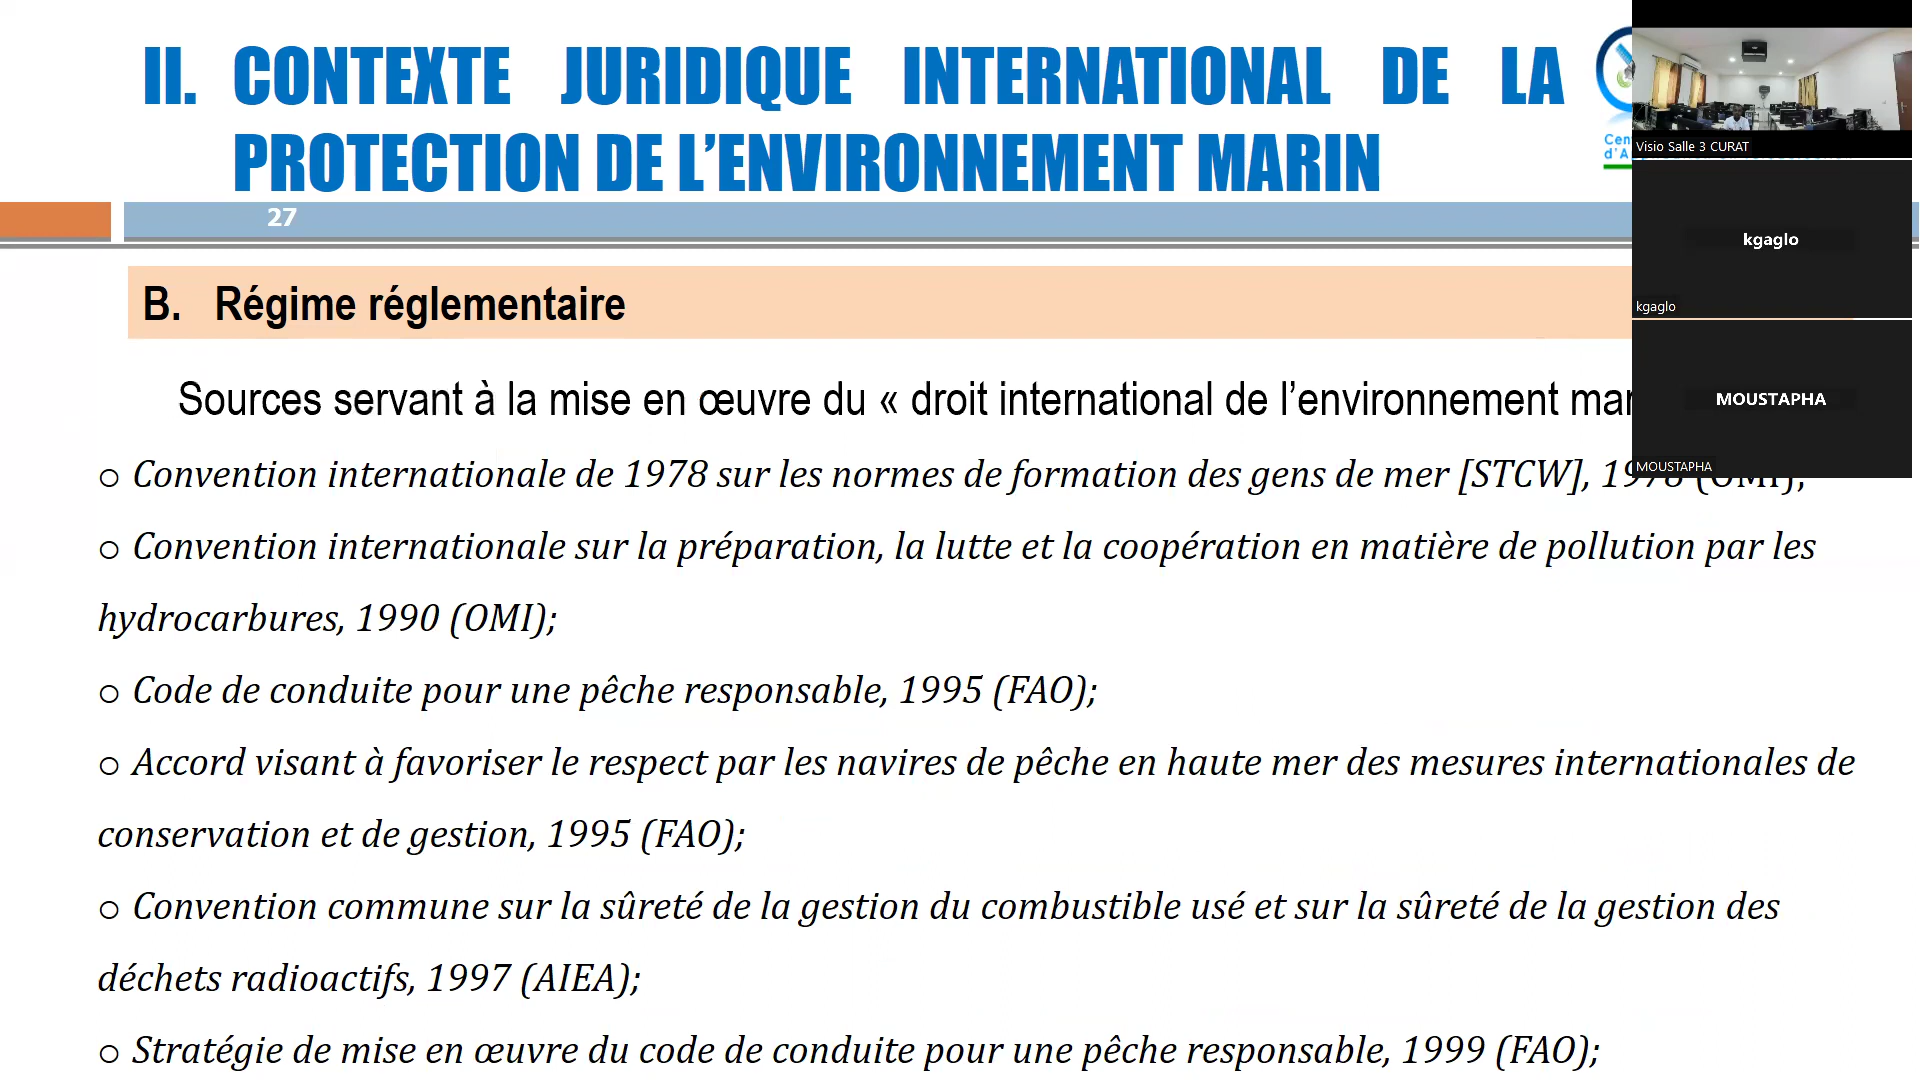 II. CONTEXTE JURIDIQUE INTERNATIONAL DE LA
PROTECTION DE L’ENVIRONNEMENT MARIN
27
Visio Salle 3 CURAT
kgaglo
kgaglo
MOUSTAPHA
MOUSTAPHA
B. Régime réglementaire
Sources servant à la mise en œuvre du « droit international de l’environnement
o Convention internationale de 1978 sur les normes de formation des gens de mer [STCW], 1978 (OMI);
o Convention internationale sur la préparation, la lutte et la coopération en matière de pollution par les
hydrocarbures, 1990 (OMI);
o Code de conduite pour une pêche responsable, 1995 (FAO);
o Accord visant à favoriser le respect par les navires de pêche en haute mer des mesures internationales de
conservation et de gestion, 1995 (FAO);
o Convention commune sur la sûreté de la gestion du combustible usé et sur la sûreté de la gestion des
déchets radioactifs, 1997 (AIEA);
o Stratégie de mise en œuvre du code de conduite pour une pêche responsable, 1999 (FAO);